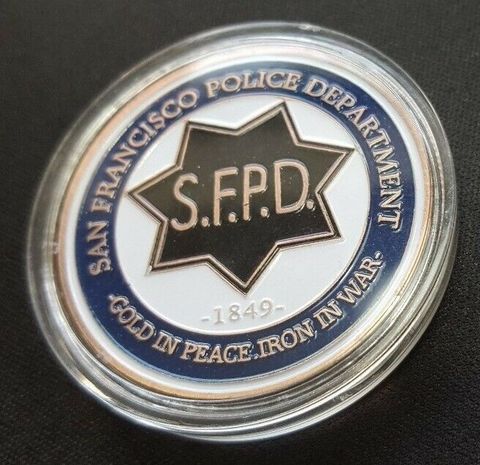 SAN FRANCISCO POLICE DEPARTMENT
S.F.P.D.
-1849-
-GOLD IN PEACE.IRON IN WAR-